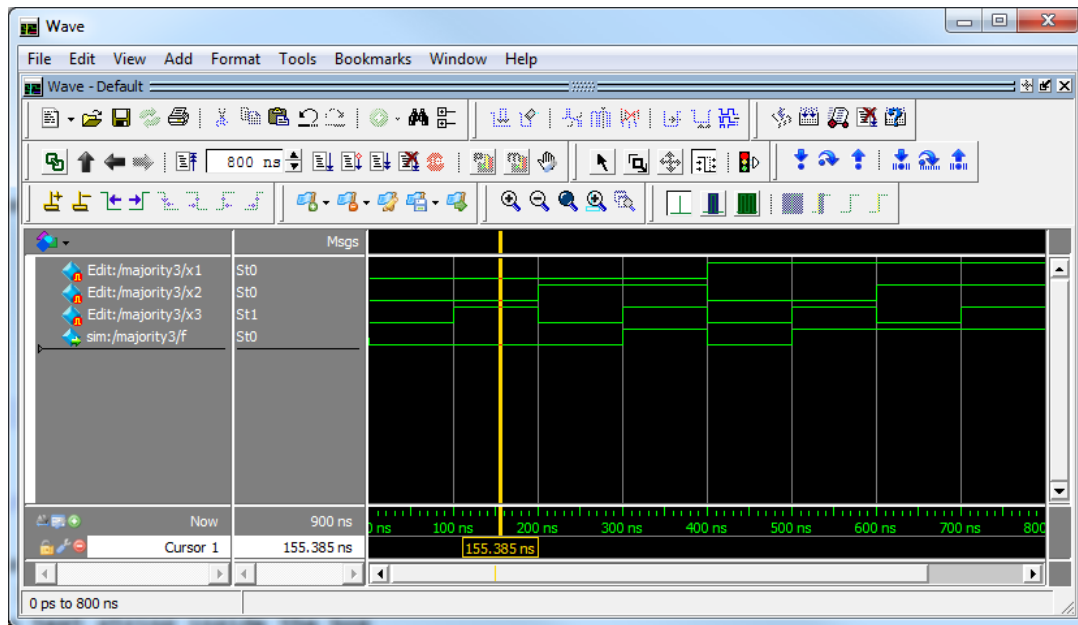 Wave
File Edit View Add Format Tools Bookmarks Window Help
Wave - Default
800 ns
Msgs
Edit:/majority3/x1 St0
Edit:/majority3/x2 St0
Edit:/majority3/x3 St1
sim:/majority3/f St0
Now 900 ns
ns 100 ns 200 ns 300 ns 400 ns 500 ns 600 ns 700 ns 800
Cursor 1 155.385 ns 155.385 ns
0 ps to 800 ns